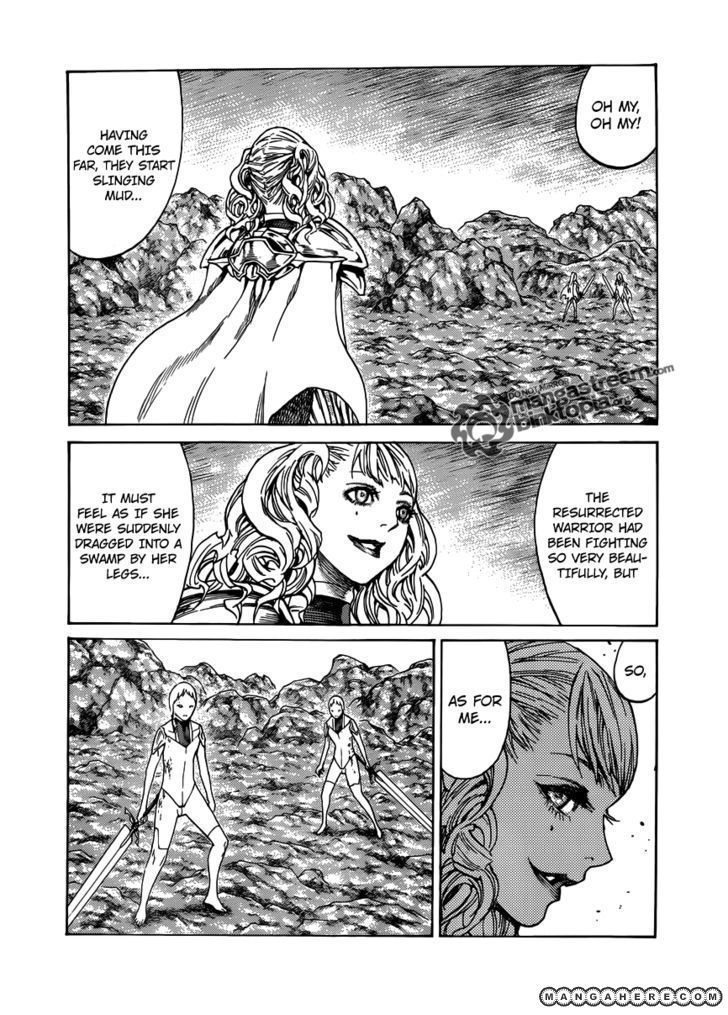 OH MY,
OH MY!
HAVING
COME THIS
FAR, THEY START
SLINGING
MUD...
mangastream.com
binktopia
THE
RESURRECTED
WARRIOR HAD
BEEN FIGHTING
SO VERY BEAU-
TIFULLY, BUT
IT MUST
FEEL AS IF SHE
WERE SUDDENLY
DRAGGED INTO A
SWAMP BY HER
LEGS...
SO,
AS FOR
ME...
MANGAHERE.COM